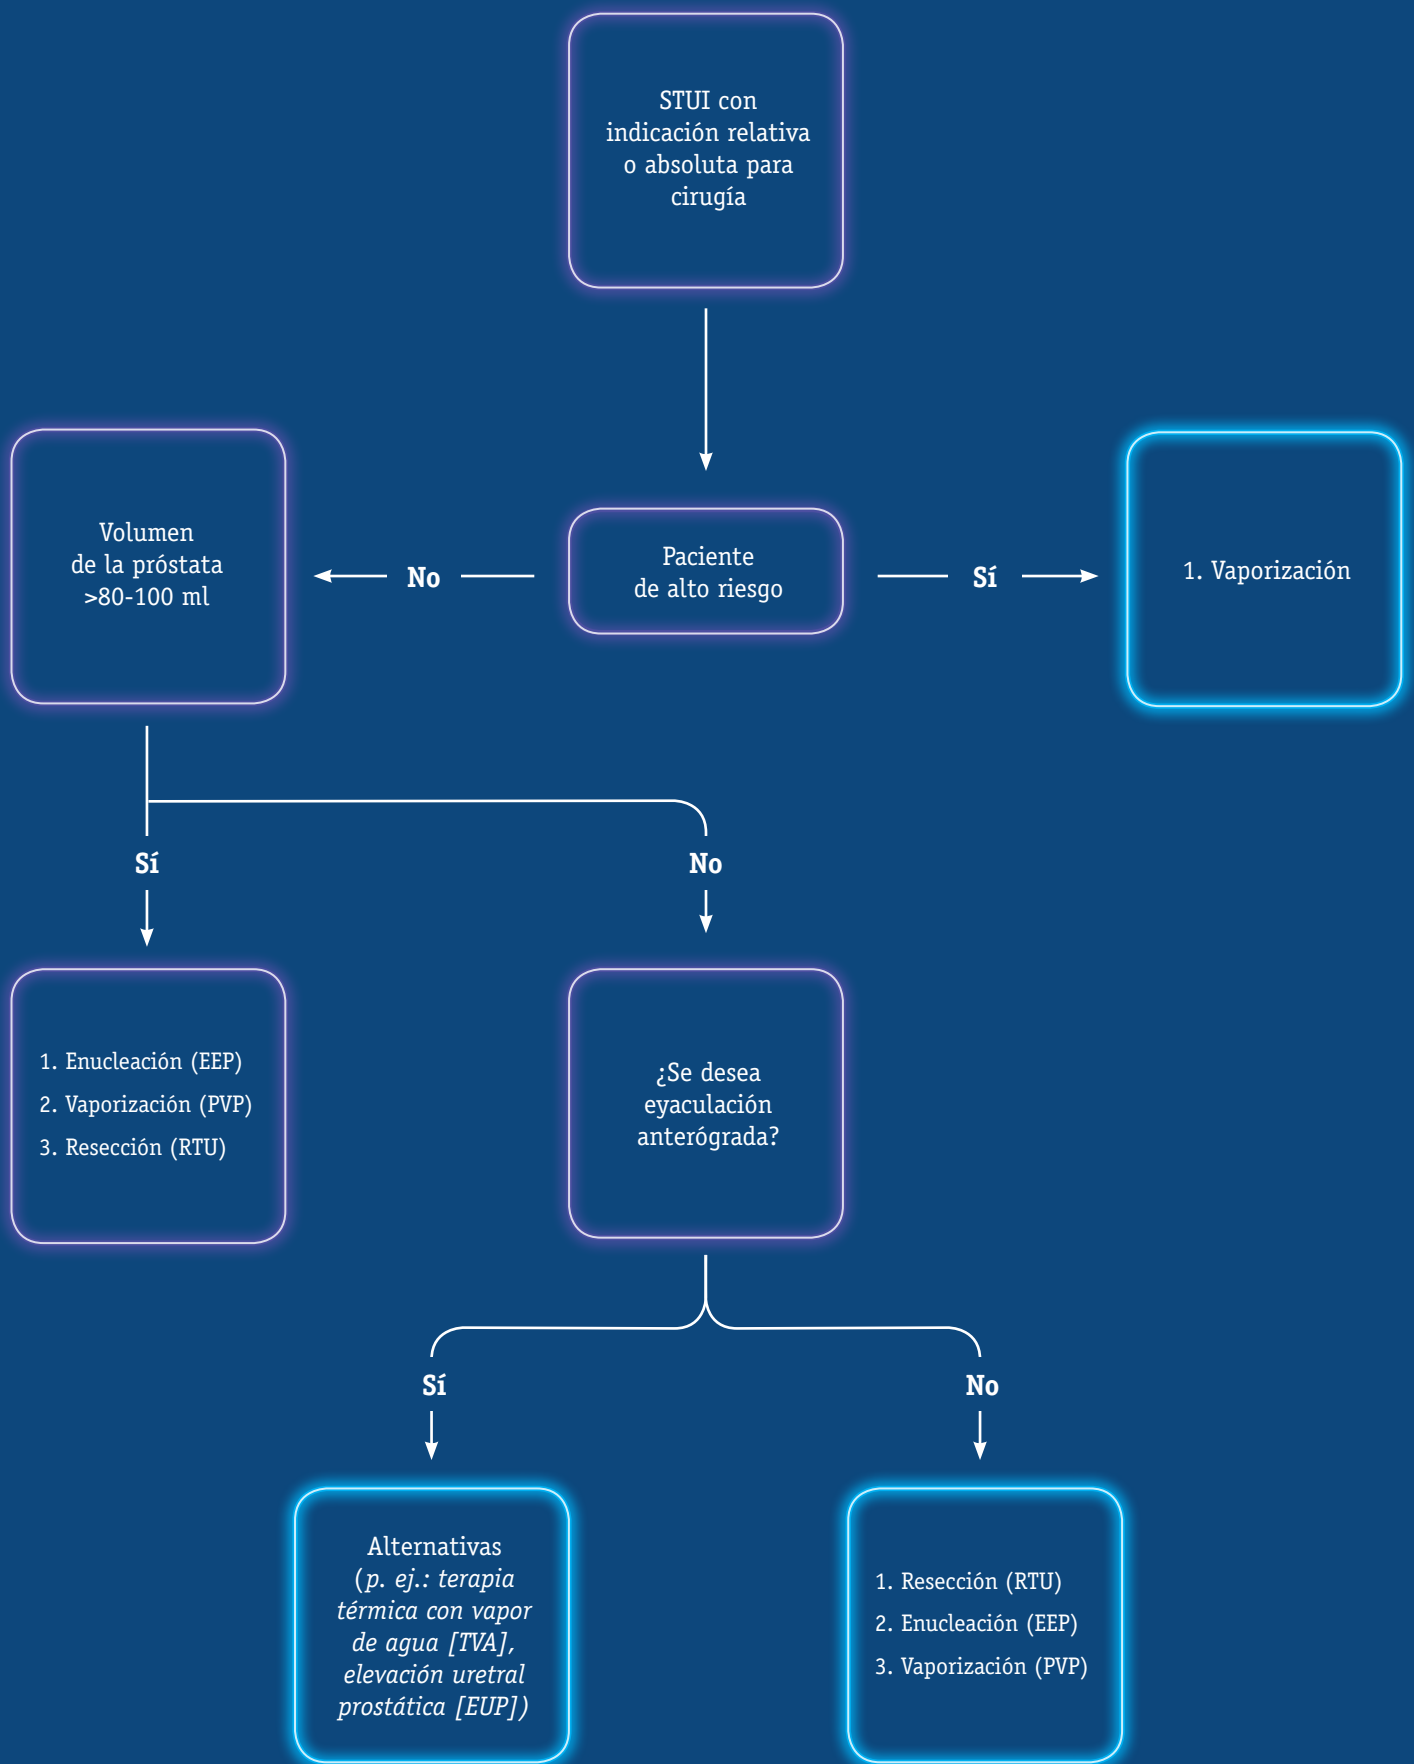 STUI con
indicación relativa
o absoluta para
cirugía
Volumen
de la próstata
>80-100 ml
No
Paciente
de alto riesgo
Sí
1. Vaporización
Sí
No
1. Enucleación (EEP)
2. Vaporización (PVP)
3. Resección (RTU)
¿Se desea
eyaculación
anterógrada?
Sí
No
Alternativas
(p. ej.: terapia
térmica con vapor
de agua [TVA],
elevación uretral
prostática [EUP])
1. Resección (RTU)
2. Enucleación (EEP)
3. Vaporización (PVP)